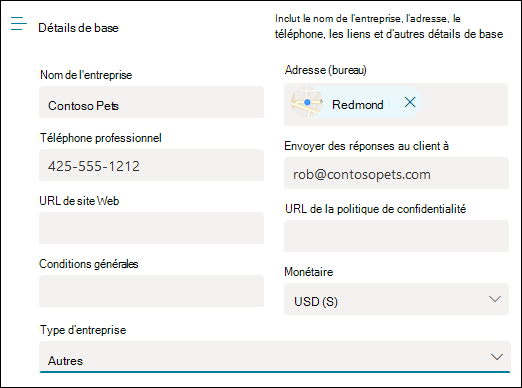 Détails de base
Inclut le nom de l'entreprise, l'adresse, le
téléphone, les liens et d'autres détails de base
Nom de l'entreprise
Contoso Pets
Adresse (bureau)
Redmond
Téléphone professionnel
425-555-1212
Envoyer des réponses au client à
rob@contosopets.com
URL de site Web
URL de la politique de confidentialité
Conditions générales
Monétaire
USD (S)
Type d'entreprise
Autres